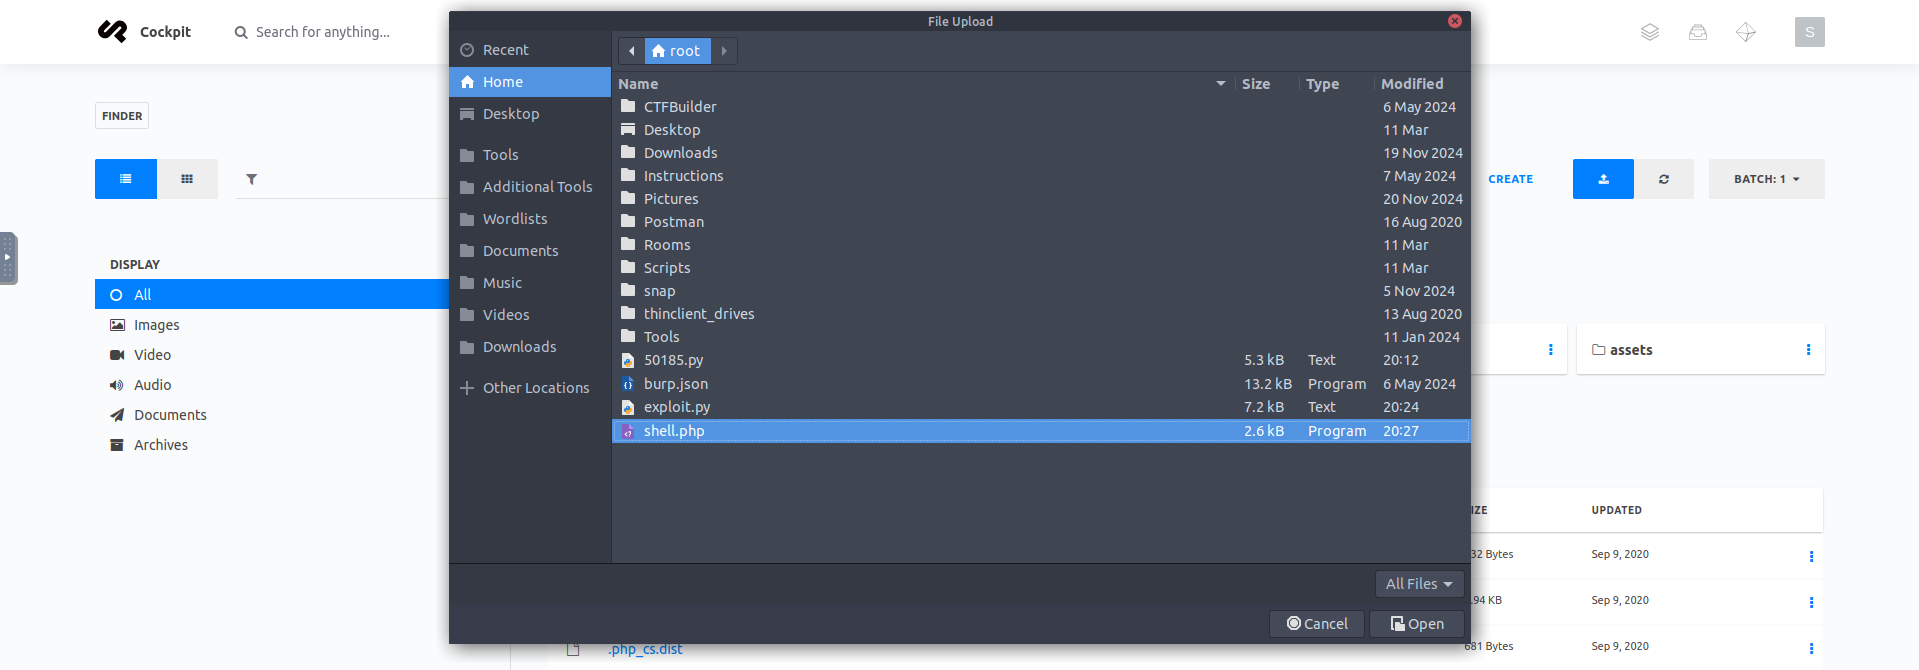 Cockpit
Search for anything...
S
FINDER
CREATE
BATCH: 1
DISPLAY
All
Images
Video
Audio
Documents
Archives
File Upload
Recent
Home
Desktop
Tools
Additional Tools
Wordlists
Documents
Music
Videos
Downloads
Other Locations
root
Name Size Type Modified
CTFBuilder 6 May 2024
Desktop 11 Mar
Downloads 19 Nov 2024
Instructions 7 May 2024
Pictures 20 Nov 2024
Postman 16 Aug 2020
Rooms 11 Mar
Scripts 11 Mar
snap 5 Nov 2024
thinclient_drives 13 Aug 2020
Tools 11 Jan 2024
50185.py 5.3 kB Text 20:12
burp.json 13.2 kB Program 6 May 2024
exploit.py 7.2 kB Text 20:24
shell.php 2.6 kB Program 20:27
All Files
Cancel Open
assets
IZE UPDATED
32 Bytes Sep 9, 2020
.94 KB Sep 9, 2020
.php_cs.dist 681 Bytes Sep 9, 2020